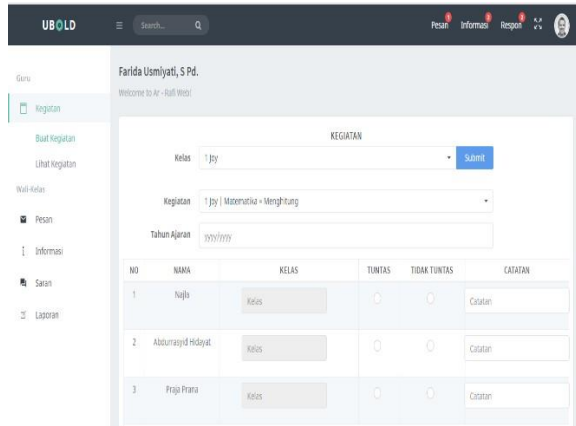 UBOLD
Search...
Pesan 1
Informasi 3
Respon 3
Guru
Kegiatan
Buat Kegiatan
Lihat Kegiatan
Wali-Kelas
Pesan
Informasi
Saran
Laporan
Farida Usmiyati, S Pd.
Welcome to Ar - Rafi Web!
KEGIATAN
Kelas 1 Joy Submit
Kegiatan 1 Joy | Matematika = Menghitung
Tahun Ajaran yyyy/yyyy
NO NAMA KELAS TUNTAS TIDAK TUNTAS CATATAN
1 Najla Kelas Catatan
2 Abdurrasyid Hidayat Kelas Catatan
3 Praja Prana Kelas Catatan